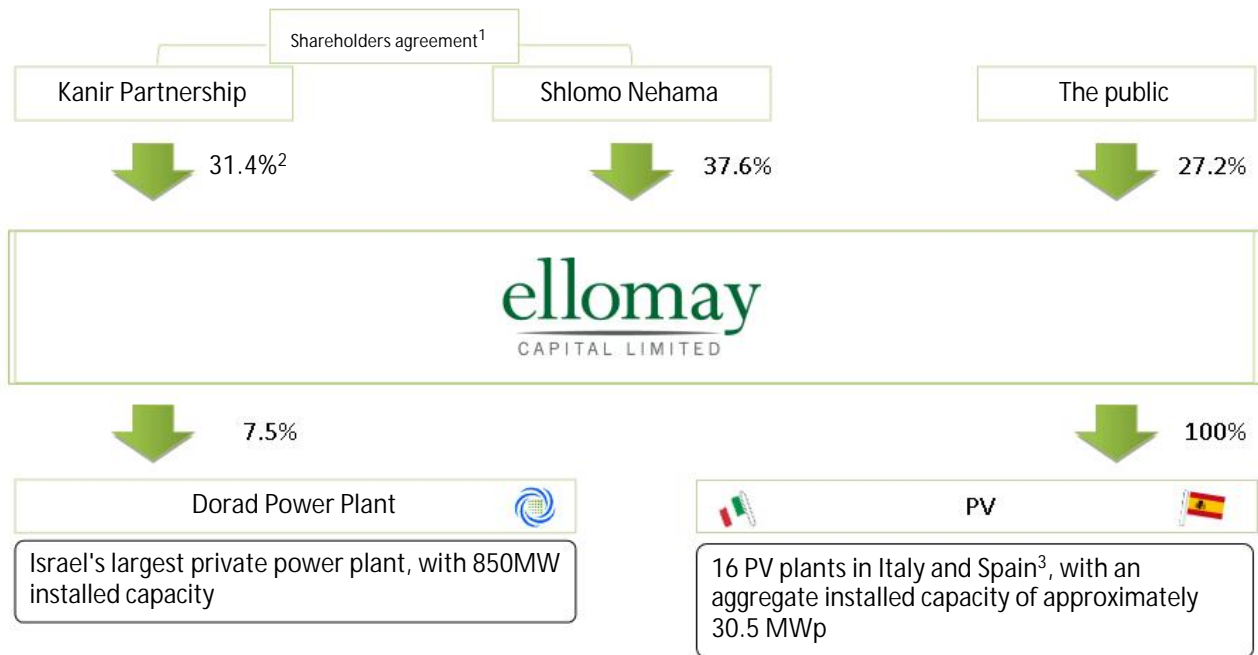 Shareholders agreement1
Kanir Partnership
Shlomo Nehama
The public
31.4%2
37.6%
27.2%
ellomay
CAPITAL LIMITED
7.5%
100%
Dorad Power Plant
PV
Israel's largest private power plant, with 850MW
installed capacity
16 PV plants in Italy and Spain3, with an
aggregate installed capacity of approximately
30.5 MWp